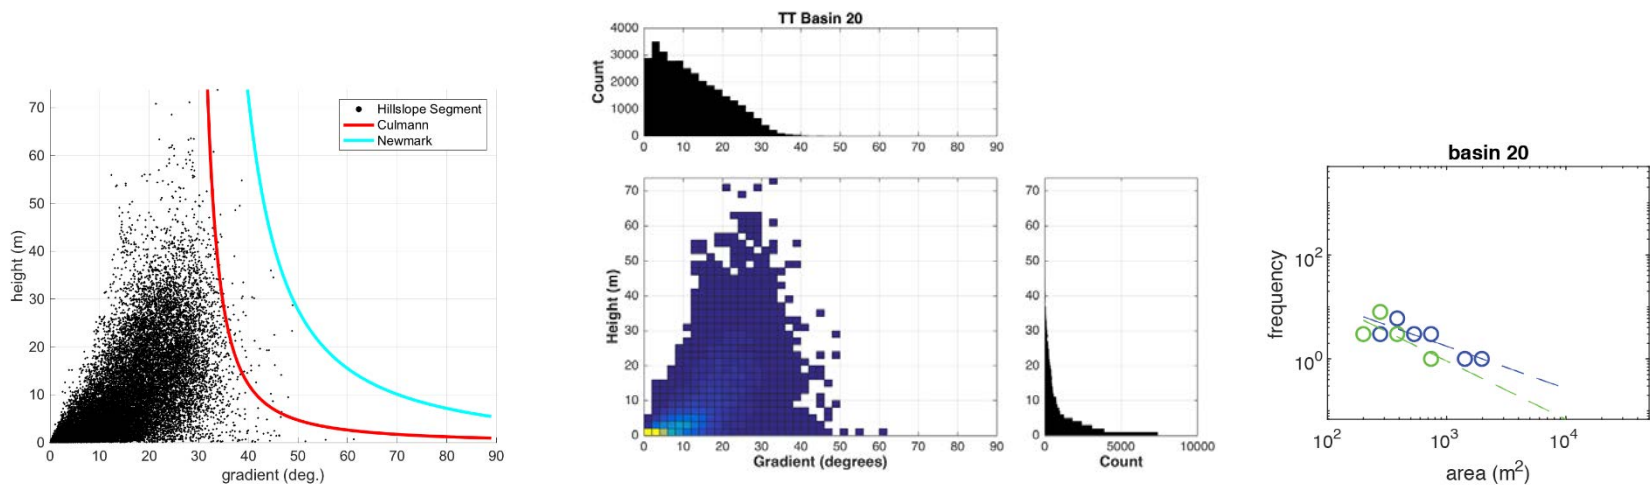 70
60
50
40
30
20
10
0
height (m)
0 10 20 30 40 50 60 70 80 90
gradient (deg.)
Hillslope Segment
Culmann
Newmark
TT Basin 20
4000
3000
2000
1000
0
Count
0 10 20 30 40 50 60 70 80 90
70
60
50
40
30
20
10
0
Height (m)
0 10 20 30 40 50 60 70 80 90
Gradient (degrees)
70
60
50
40
30
20
10
0
0 5000 10000
Count
basin 20
frequency
10²
10⁰
10² 10³ 10⁴
area (m²)